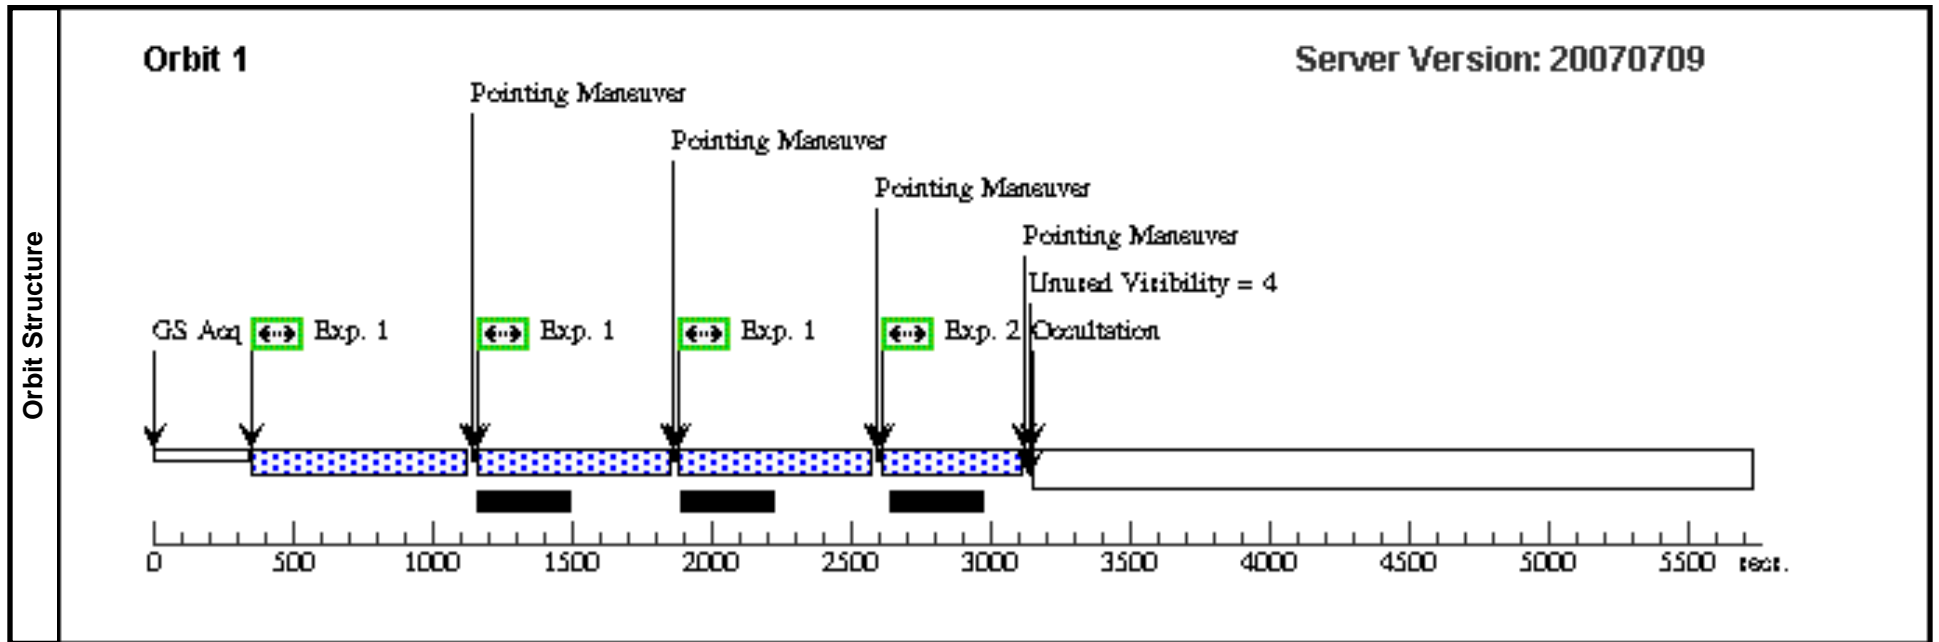 Orbit Structure
Orbit 1
Server Version: 20070709
Pointing Maneuver
Pointing Maneuver
Pointing Maneuver
Pointing Maneuver
Unused Visibility = 4
GS Acq
Exp. 1
Exp. 1
Exp. 1
Exp. 2
Occultation
0 500 1000 1500 2000 2500 3000 3500 4000 4500 5000 5500 secs.